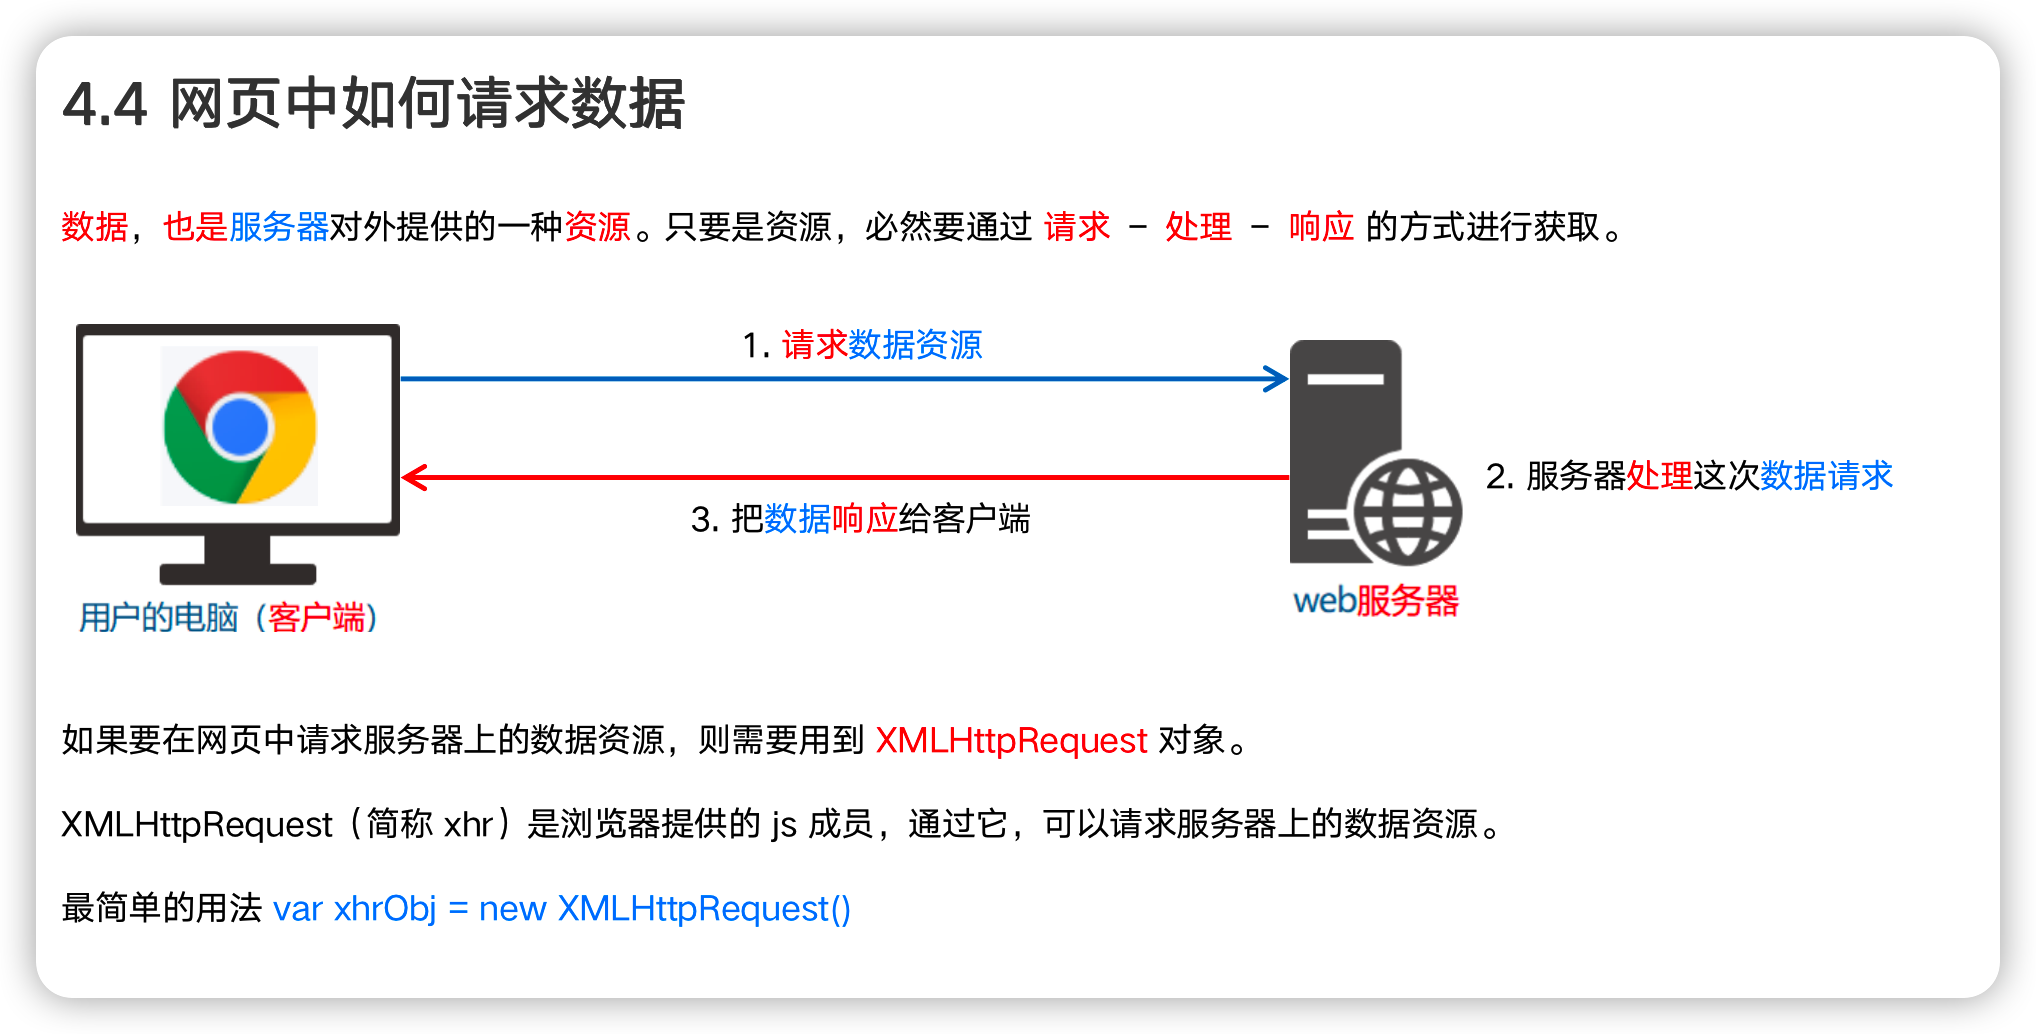 4.4 网页中如何请求数据
数据，也是服务器对外提供的一种资源。只要是资源，必然要通过 请求 – 处理 – 响应 的方式进行获取。
1. 请求数据资源
2. 服务器处理这次数据请求
3. 把数据响应给客户端
用户的电脑（客户端）
web服务器
如果要在网页中请求服务器上的数据资源，则需要用到 XMLHttpRequest 对象。
XMLHttpRequest（简称 xhr）是浏览器提供的 js 成员，通过它，可以请求服务器上的数据资源。
最简单的用法 var xhrObj = new XMLHttpRequest()